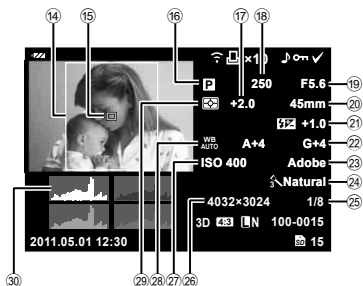 ⑭ ⑮ ⑯ ⑰ ⑱
×10
P 250 F5.6 ⑲
+2.0 45mm ⑳
+1.0 ㉑
WB AUTO A+4 G+4 ㉒
ISO 400 Adobe ㉓
3 Natural ㉔
4032×3024 1/8 ㉕
3D 4:3 L N 100-0015
2011.05.01 12:30 SD 15
㉚ ㉙ ㉘ ㉗ ㉖